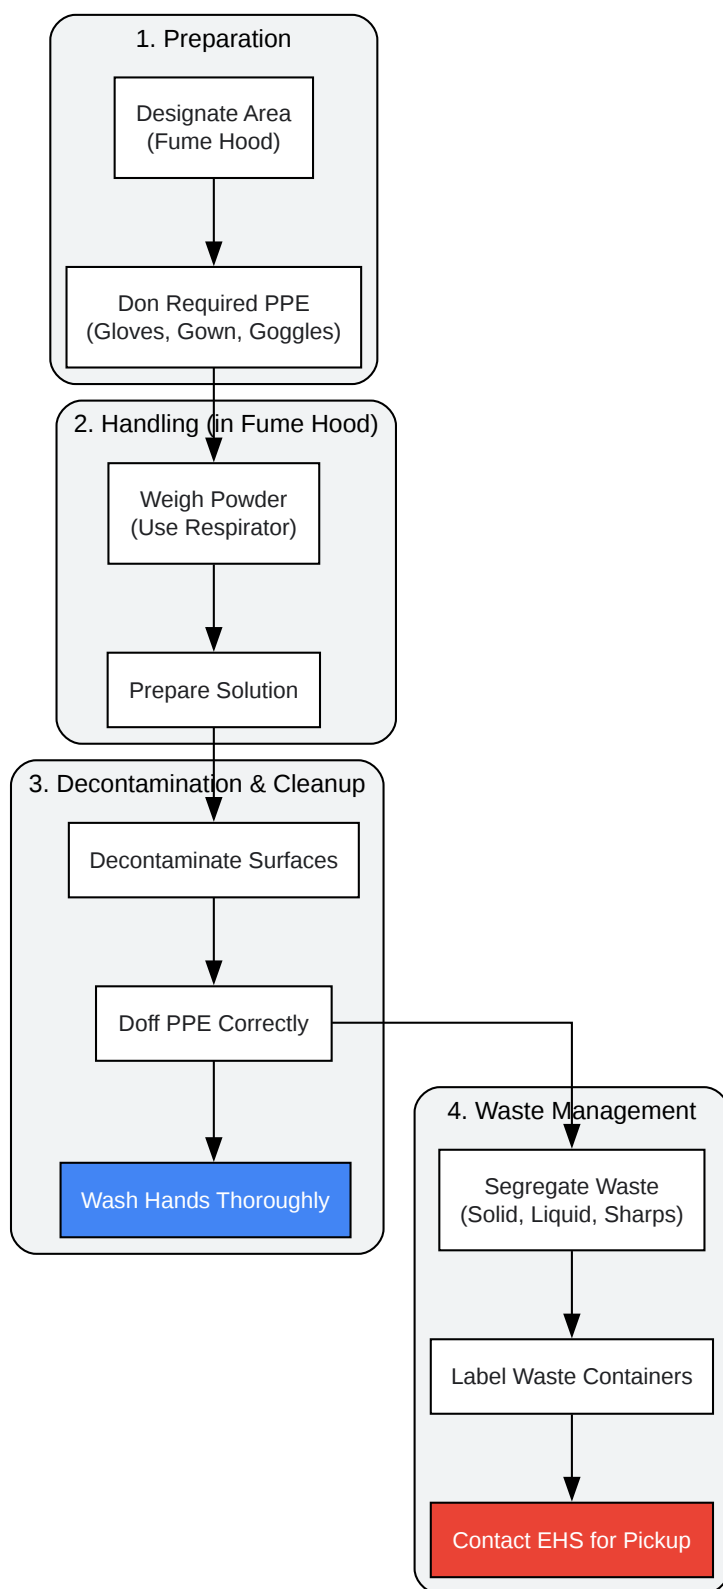 1. Preparation
Designate Area
(Fume Hood)
Don Required PPE
(Gloves, Gown, Goggles)
2. Handling (in Fume Hood)
Weigh Powder
(Use Respirator)
Prepare Solution
3. Decontamination & Cleanup
Decontaminate Surfaces
Doff PPE Correctly
Wash Hands Thoroughly
4. Waste Management
Segregate Waste
(Solid, Liquid, Sharps)
Label Waste Containers
Contact EHS for Pickup